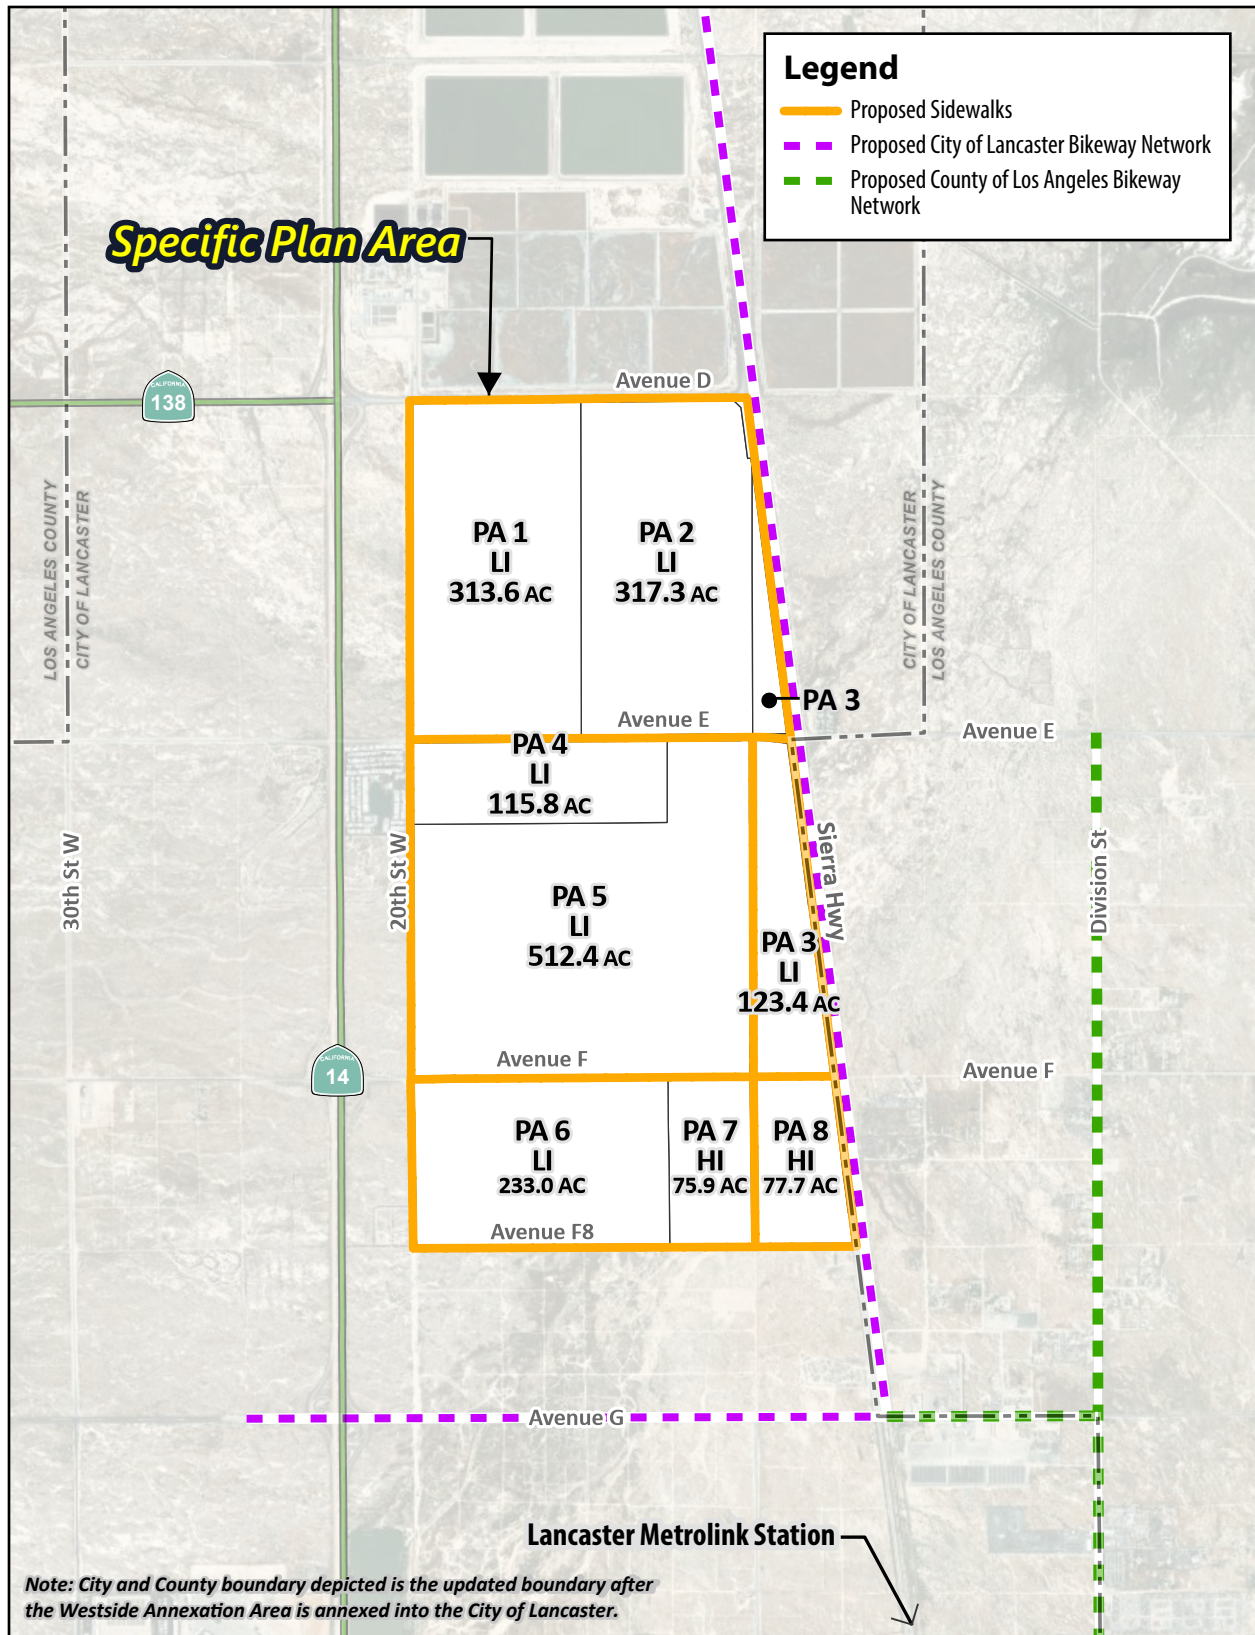 Legend
Proposed Sidewalks
Proposed City of Lancaster Bikeway Network
Proposed County of Los Angeles Bikeway
Network
Specific Plan Area
Avenue D
CALIFORNIA
138
LOS ANGELES COUNTY
CITY OF LANCASTER
CITY OF LANCASTER
LOS ANGELES COUNTY
PA 1
LI
313.6 AC
PA 2
LI
317.3 AC
PA 3
Avenue E
Avenue E
PA 4
LI
115.8 AC
30th St W
20th St W
Sierra Hwy
Division St
PA 5
LI
512.4 AC
PA 3
LI
123.4 AC
Avenue F
Avenue F
CALIFORNIA
14
PA 6
LI
233.0 AC
PA 7
HI
75.9 AC
PA 8
HI
77.7 AC
Avenue F8
Avenue G
Lancaster Metrolink Station
Note: City and County boundary depicted is the updated boundary after
the Westside Annexation Area is annexed into the City of Lancaster.